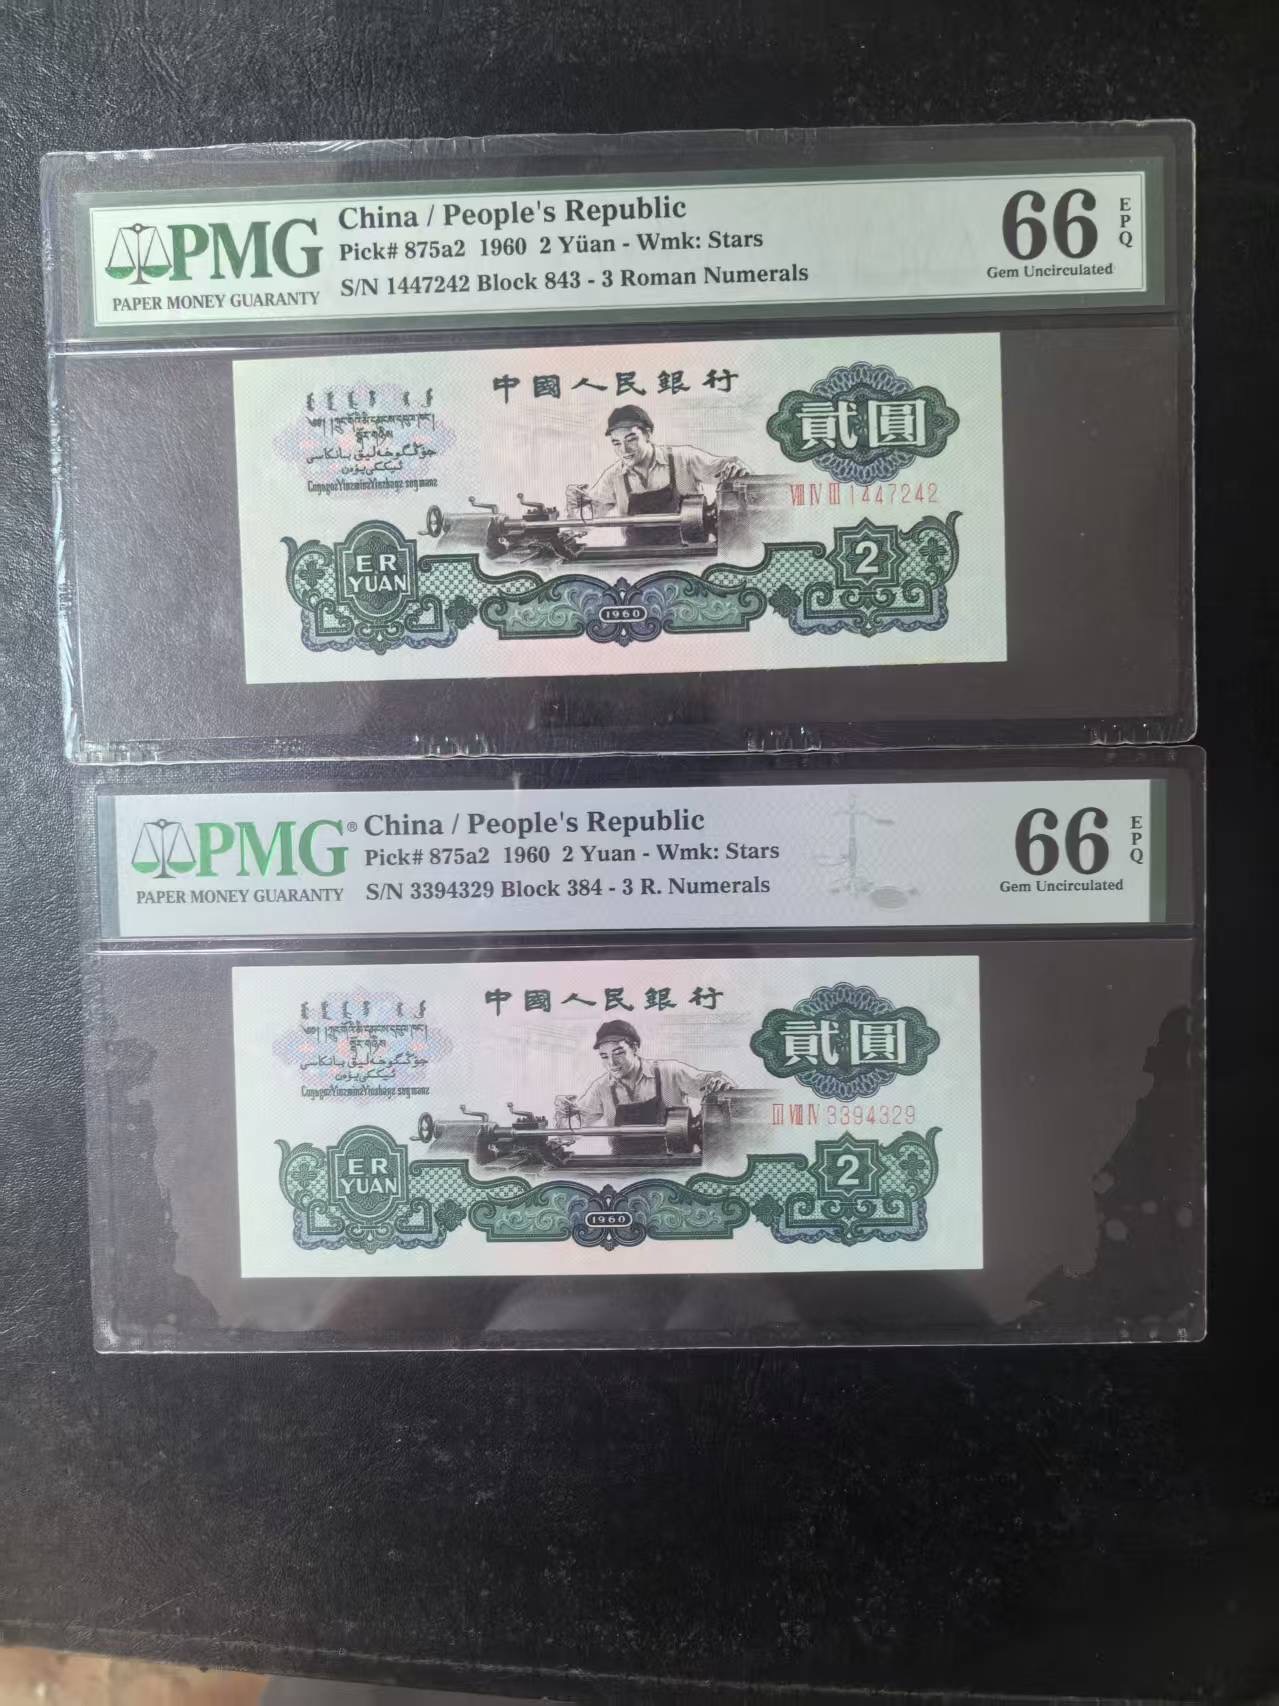 PMG
PAPER MONEY GUARANTY
China / People's Republic
Pick# 875a2 1960 2 Yüan - Wmk: Stars
S/N 1447242 Block 843 - 3 Roman Numerals
66
EPQ
Gem Uncirculated
中國人民銀行
貳圓
VIII IV III 1447242
ER
YUAN
1960
2
PMG®
PAPER MONEY GUARANTY
China / People's Republic
Pick# 875a2 1960 2 Yuan - Wmk: Stars
S/N 3394329 Block 384 - 3 R. Numerals
66
EPQ
Gem Uncirculated
中國人民銀行
貳圓
III VIII IV 3394329
ER
YUAN
1960
2